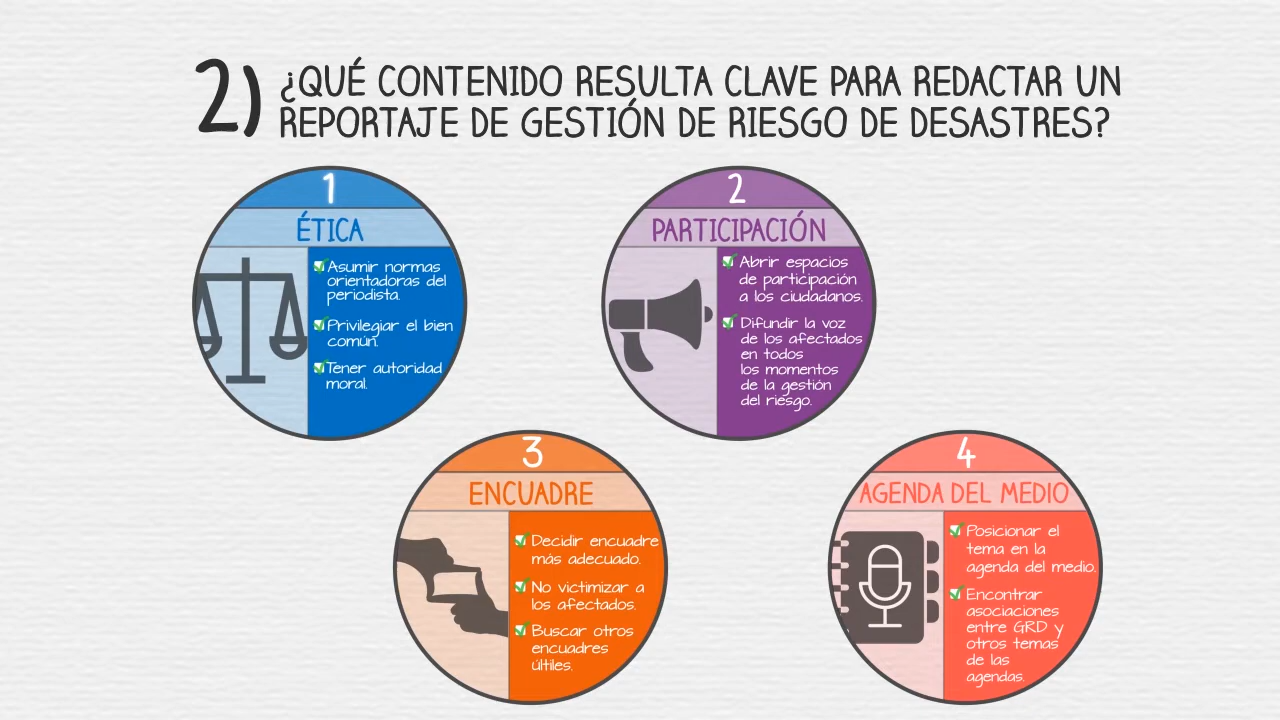 2) ¿QUÉ CONTENIDO RESULTA CLAVE PARA REDACTAR UN
REPORTAJE DE GESTIÓN DE RIESGO DE DESASTRES?
1
ÉTICA
Asumir normas
orientadoras del
periodista.
Privilegiar el bien
común.
Tener autoridad
moral.
2
PARTICIPACIÓN
Abrir espacios
de participación
a los ciudadanos.
Difundir la voz
de los afectados
en todos
los momentos
de la gestión
del riesgo.
3
ENCUADRE
Decidir encuadre
más adecuado.
No victimizar a
los afectados.
Buscar otros
encuadres
últiles.
4
AGENDA DEL MEDIO
Posicionar el
tema en la
agenda del medio.
Encontrar
asociaciones
entre GRD y
otros temas
de las
agendas.